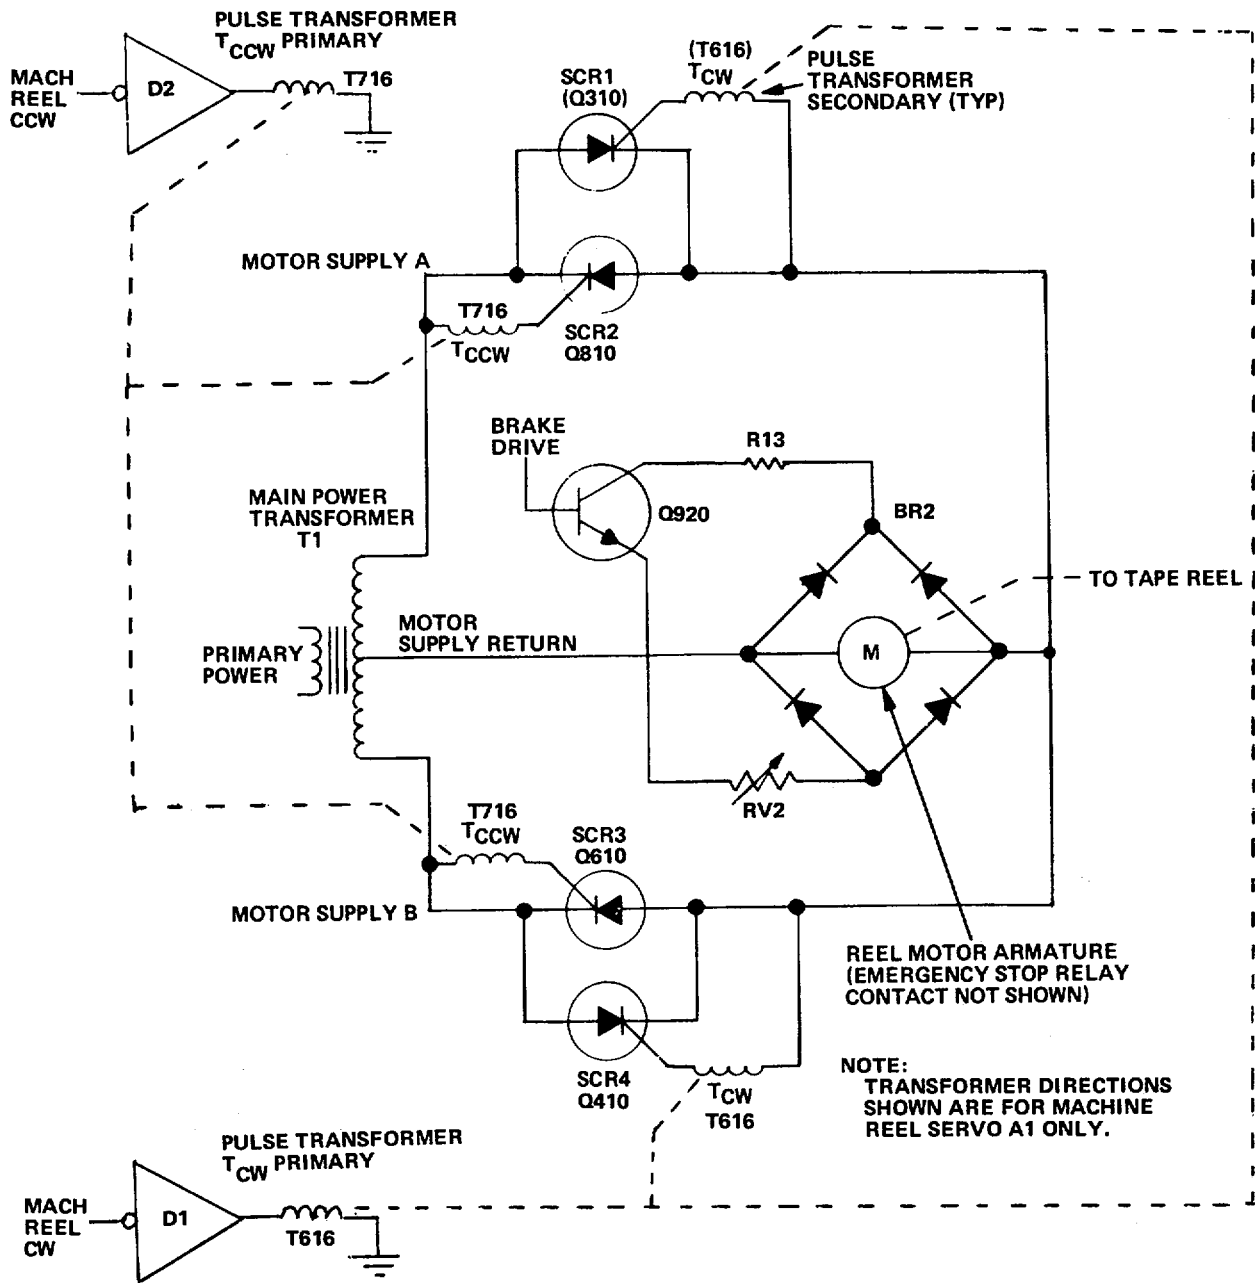 PULSE TRANSFORMER
TCCW PRIMARY
T716
MACH
REEL
CCW
D2
SCR1
(Q310)
(T616)
TCW
PULSE
TRANSFORMER
SECONDARY (TYP)
MOTOR SUPPLY A
T716
TCCW
SCR2
Q810
BRAKE
DRIVE
R13
Q920
BR2
MAIN POWER
TRANSFORMER
T1
TO TAPE REEL
MOTOR
SUPPLY RETURN
PRIMARY
POWER
M
RV2
T716
TCCW
SCR3
Q610
MOTOR SUPPLY B
REEL MOTOR ARMATURE
(EMERGENCY STOP RELAY
CONTACT NOT SHOWN)
SCR4
Q410
TCW
T616
NOTE:
TRANSFORMER DIRECTIONS
SHOWN ARE FOR MACHINE
REEL SERVO A1 ONLY.
PULSE TRANSFORMER
TCW PRIMARY
MACH
REEL
CW
D1
T616